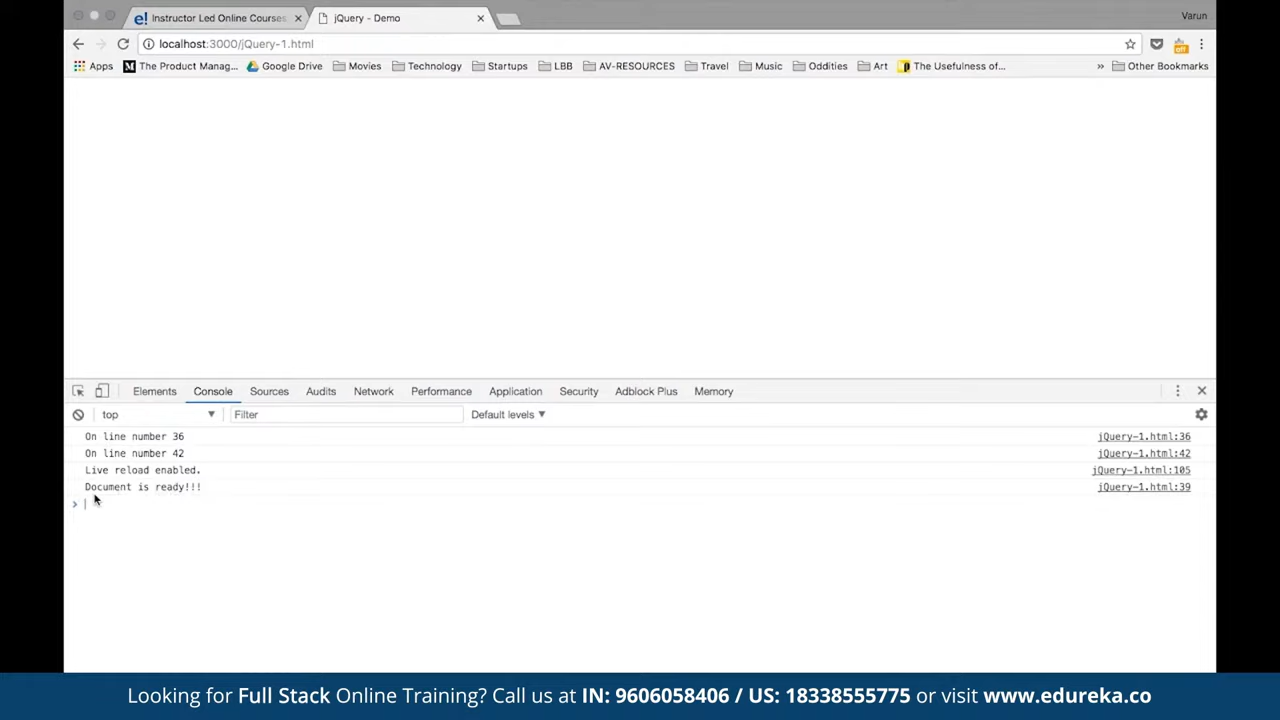 Instructor Led Online Courses
jQuery - Demo
Varun
localhost:3000/jQuery-1.html
off
Apps
The Product Manag...
Google Drive
Movies
Technology
Startups
LBB
AV-RESOURCES
Travel
Music
Oddities
Art
The Usefulness of...
»
Other Bookmarks
Elements
Console
Sources
Audits
Network
Performance
Application
Security
Adblock Plus
Memory
top
Filter
Default levels
On line number 36 jQuery-1.html:36
On line number 42 jQuery-1.html:42
Live reload enabled. jQuery-1.html:105
Document is ready!!! jQuery-1.html:39
Looking for Full Stack Online Training? Call us at IN: 9606058406 / US: 18338555775 or visit www.edureka.co